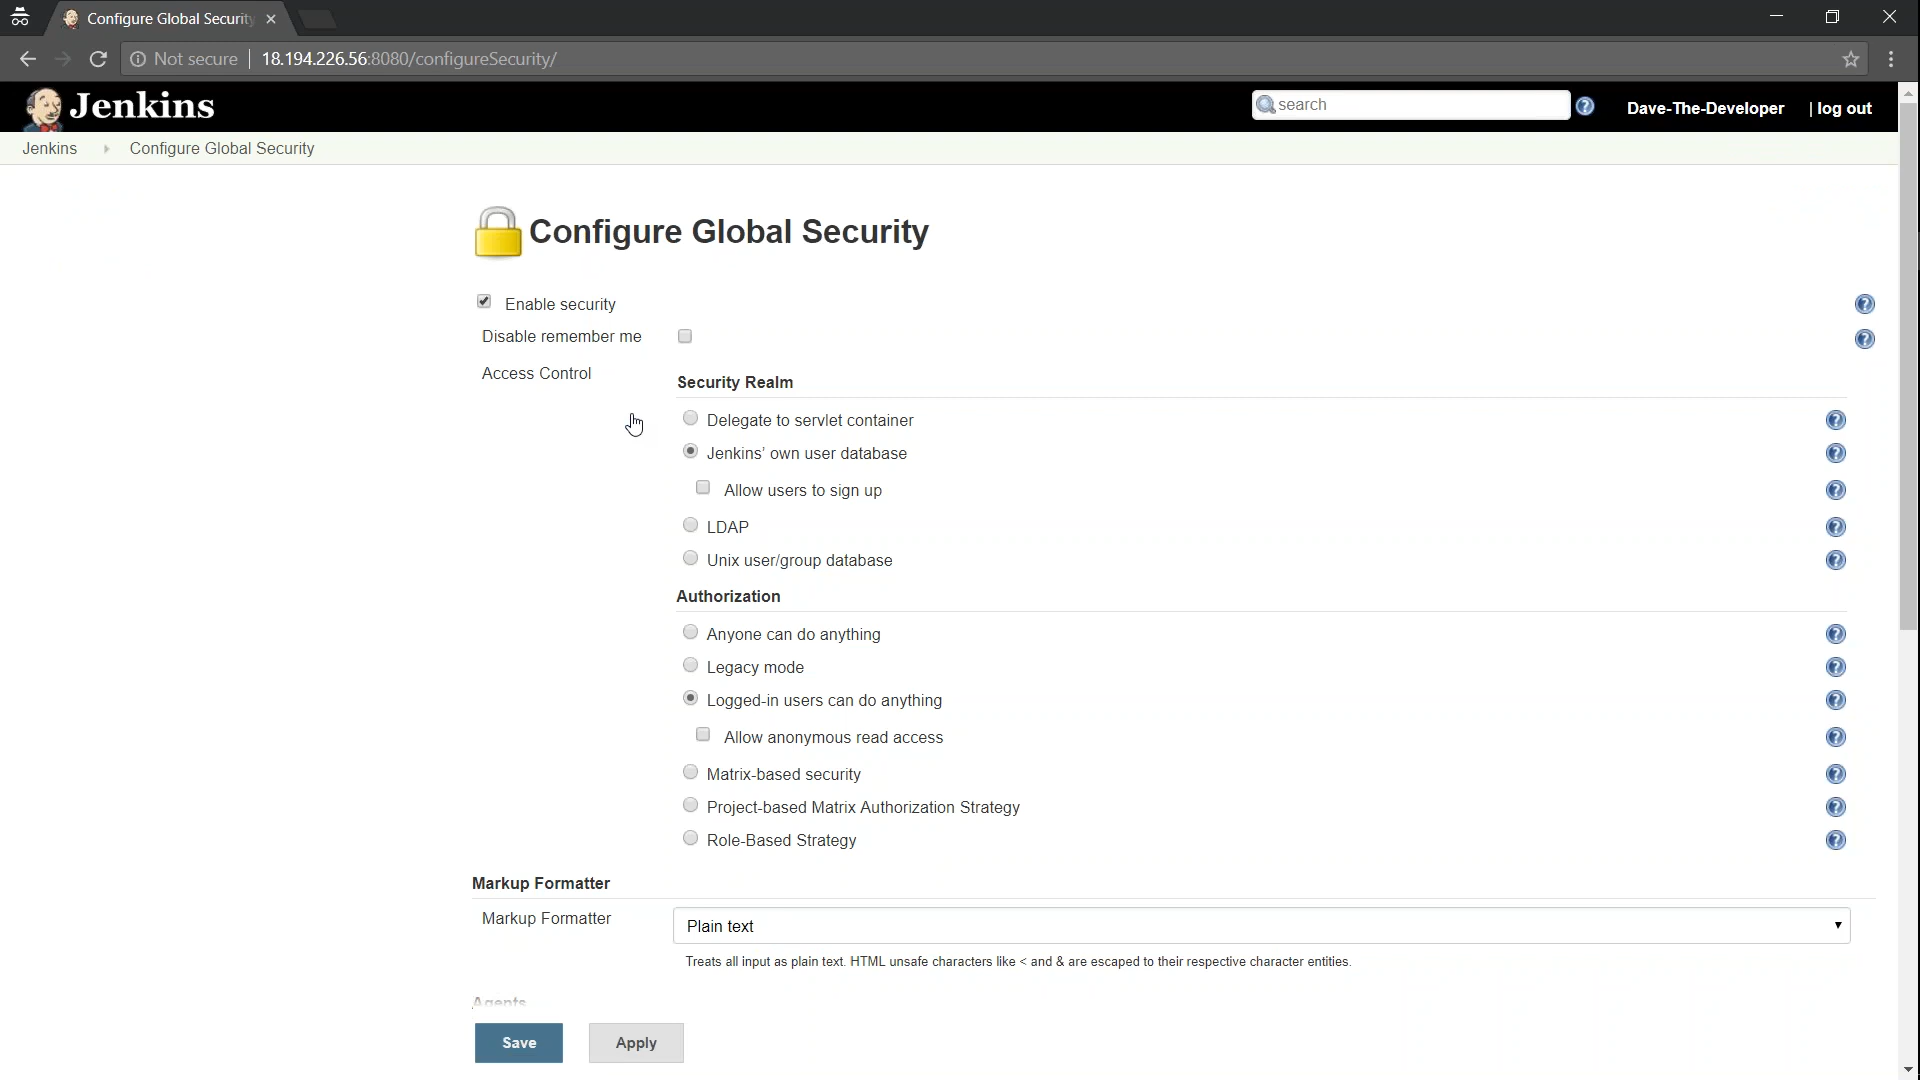 Configure Global Security
Not secure | 18.194.226.56:8080/configureSecurity/
Jenkins
search
Dave-The-Developer | log out
Jenkins Configure Global Security
Configure Global Security
Enable security
Disable remember me
Access Control
Security Realm
Delegate to servlet container
Jenkins' own user database
Allow users to sign up
LDAP
Unix user/group database
Authorization
Anyone can do anything
Legacy mode
Logged-in users can do anything
Allow anonymous read access
Matrix-based security
Project-based Matrix Authorization Strategy
Role-Based Strategy
Markup Formatter
Markup Formatter
Plain text
Treats all input as plain text. HTML unsafe characters like < and & are escaped to their respective character entities.
Agents
Save Apply